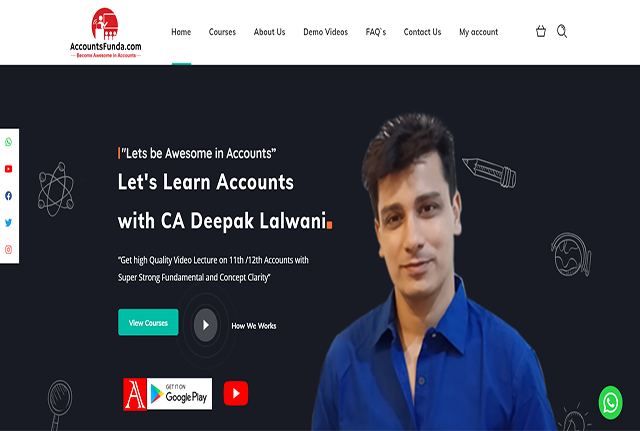 AccountsFunda.com
Become Awesome in Accounts
Home Courses About Us Demo Videos FAQ`s Contact Us My account
"Lets be Awesome in Accounts”
Let's Learn Accounts
with CA Deepak Lalwani.
“Get high Quality Video Lecture on 11th /12th Accounts with
Super Strong Fundamental and Concept Clarity”
View Courses
How We Works
GET IT ON
Google Play